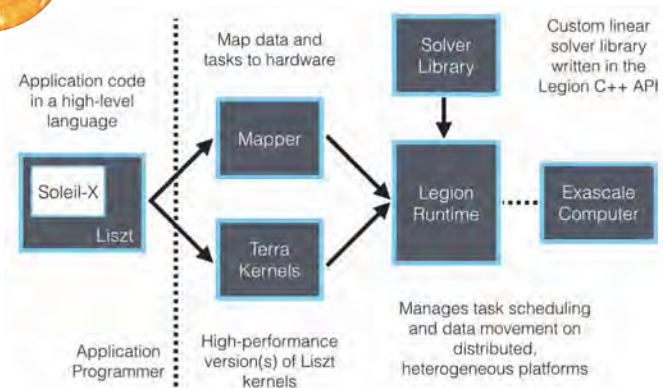 Application code
in a high-level
language
Soleil-X
Liszt
Application
Programmer
Map data and
tasks to hardware
Mapper
Terra
Kernels
High-performance
version(s) of Liszt
kernels
Solver
Library
Custom linear
solver library
written in the
Legion C++ API
Legion
Runtime
Exascale
Computer
Manages task scheduling
and data movement on
distributed,
heterogeneous platforms